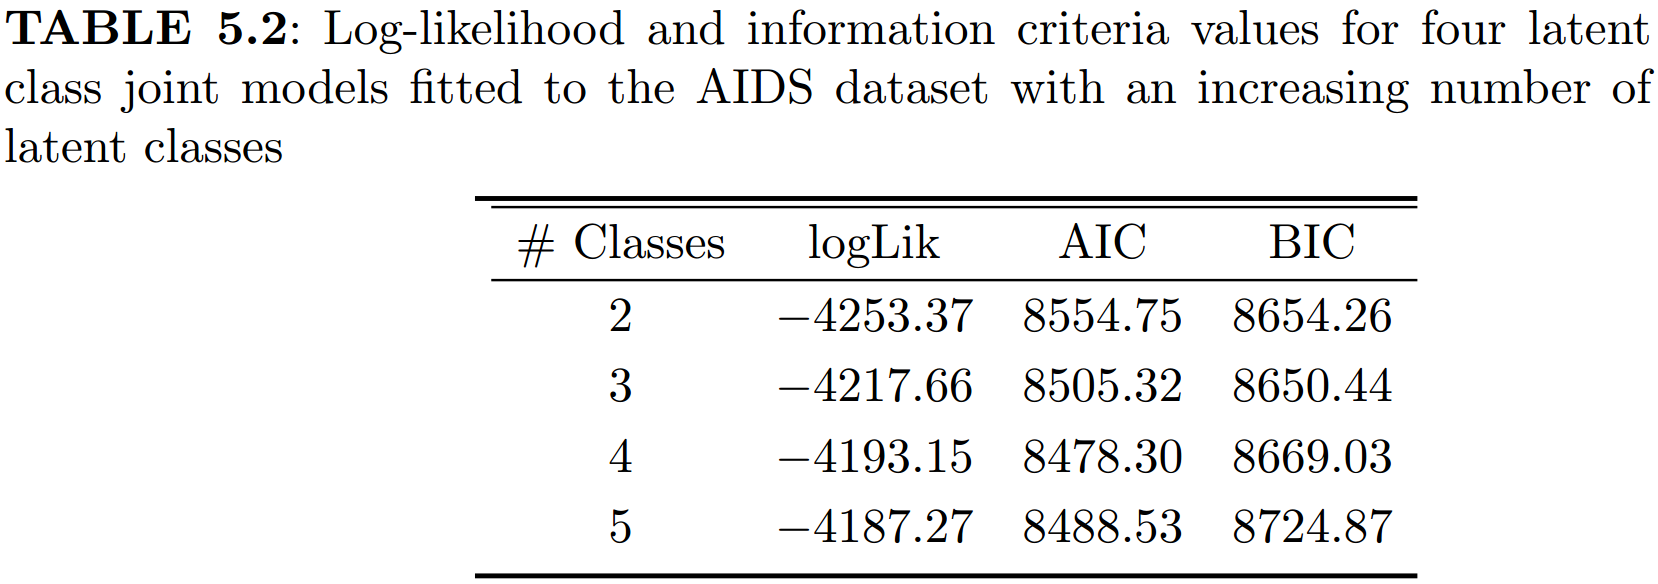 TABLE 5.2: Log-likelihood and information criteria values for four latent
class joint models fitted to the AIDS dataset with an increasing number of
latent classes
# Classes logLik AIC BIC
2 −4253.37 8554.75 8654.26
3 −4217.66 8505.32 8650.44
4 −4193.15 8478.30 8669.03
5 −4187.27 8488.53 8724.87